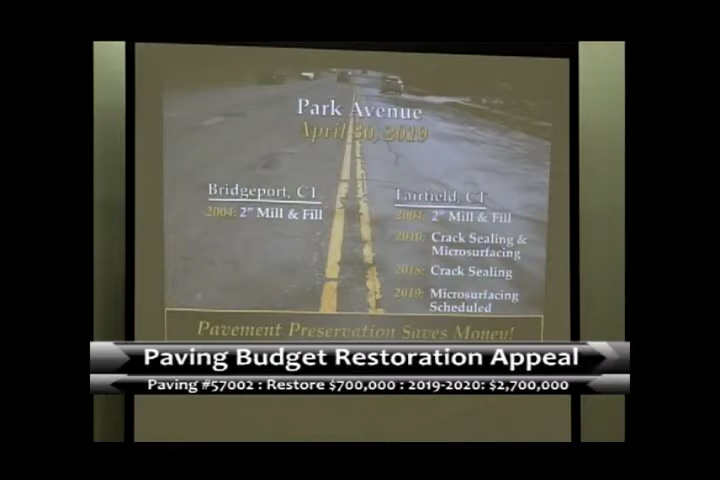 Park Avenue
April 30, 2019
Bridgeport, CT
2004: 2" Mill & Fill
Fairfield, CT
2004: 2" Mill & Fill
2010: Crack Sealing &
Microsurfacing
2018: Crack Sealing
2019: Microsurfacing
Scheduled
Pavement Preservation Saves Money!
Paving Budget Restoration Appeal
Paving #57002 : Restore $700,000 : 2019-2020: $2,700,000